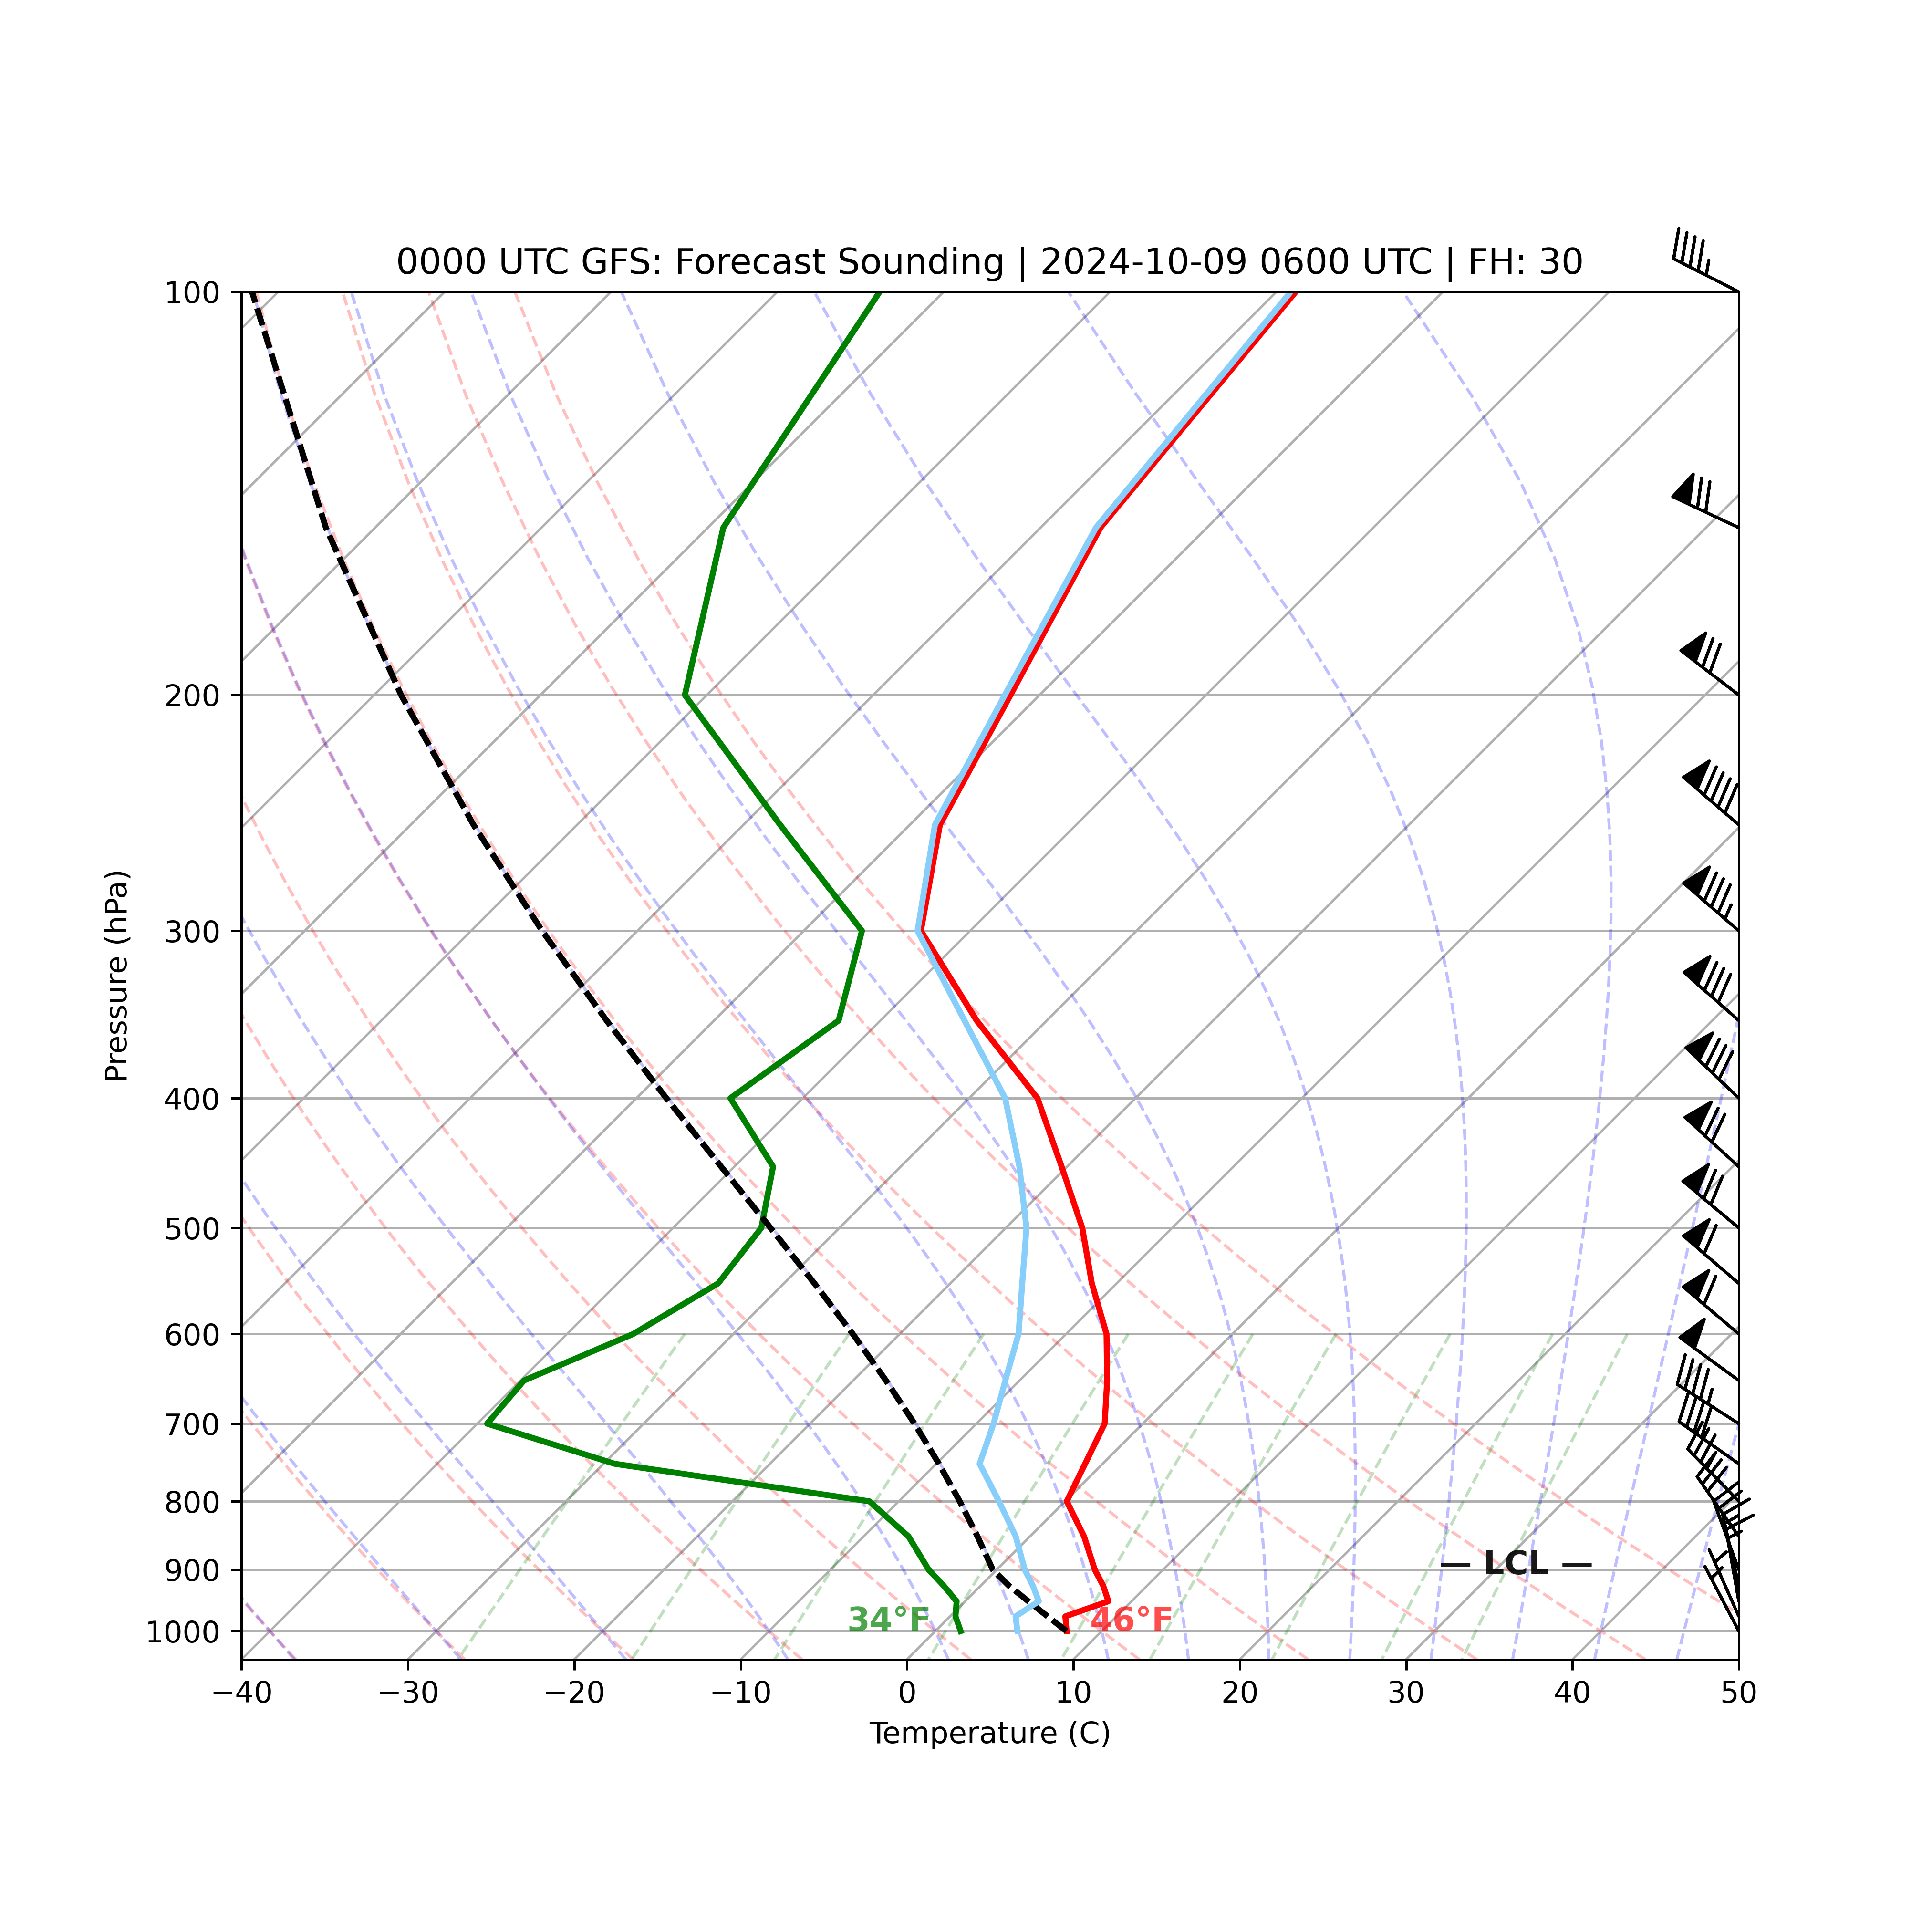 0000 UTC GFS: Forecast Sounding | 2024-10-09 0600 UTC | FH: 30
100
200
300
400
500
600
700
800
900
1000
Pressure (hPa)
— LCL —
34°F
46°F
−40 −30 −20 −10 0 10 20 30 40 50
Temperature (C)